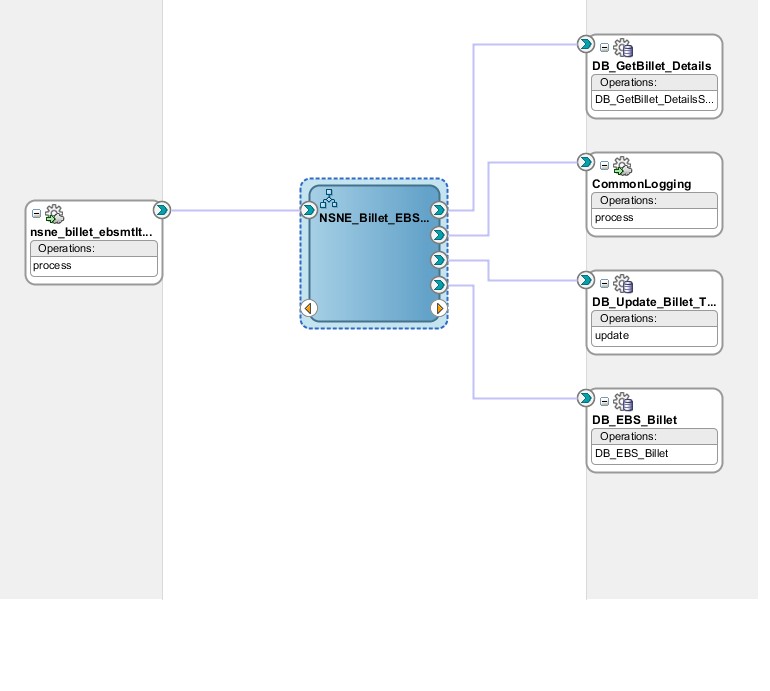 nsne_billet_ebsmtlt...
Operations:
process
NSNE_Billet_EBS...
DB_GetBillet_Details
Operations:
DB_GetBillet_DetailsS...
CommonLogging
Operations:
process
DB_Update_Billet_T...
Operations:
update
DB_EBS_Billet
Operations:
DB_EBS_Billet